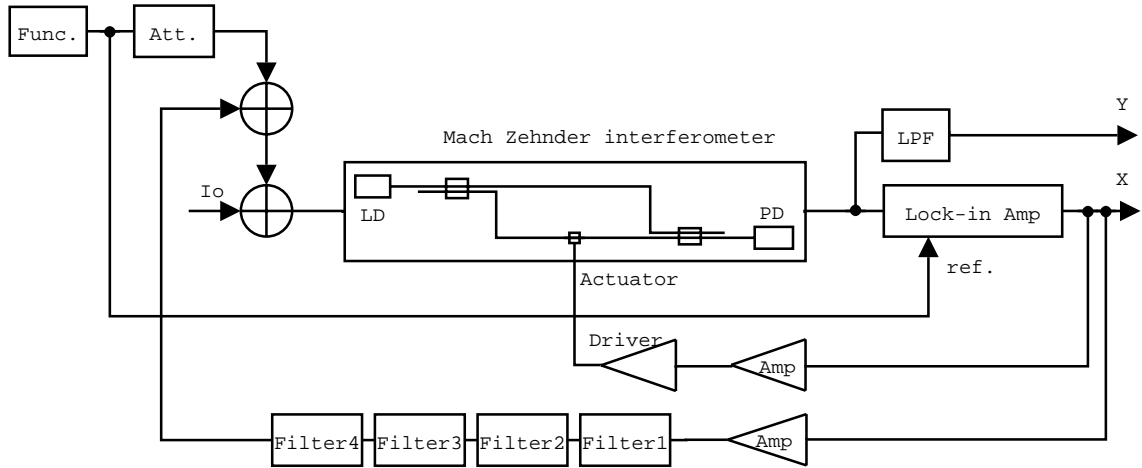 Func.
Att.
Y
Mach Zehnder interferometer
LPF
X
Io
LD
PD
Lock-in Amp
Actuator
ref.
Driver
Amp
Filter4
Filter3
Filter2
Filter1
Amp